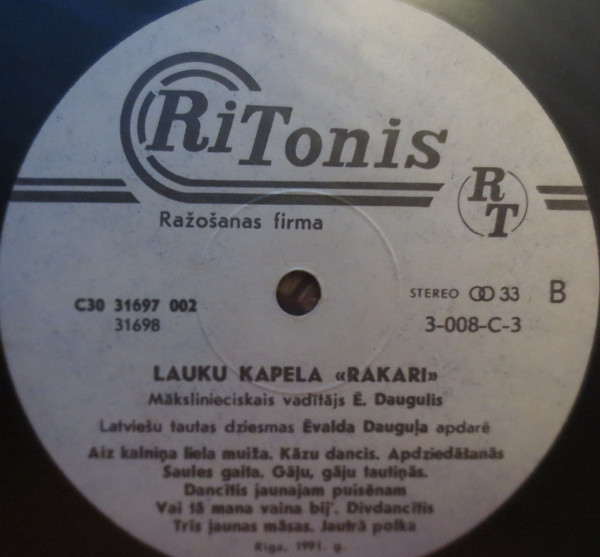 RiTonis
RT
Ražošanas firma
STEREO 33 B
C30 31697 002
31698
3-008-C-3
LAUKU KAPELA «RAKARI»
Mākslinieciskais vadītājs Ē. Daugulis
Latviešu tautas dziesmas Ēvalda Dauguļa apdarē
Aiz kalniņa liela muiža. Kāzu dancis. Apdziedāšanās
Saules gaita. Gāju, gāju tautiņās.
Dancītis jaunajam puisēnam
Vai tā mana vaina bij'. Divdancītis
Trīs jaunas māsas. Jautrā polka
Rīga, 1991. g.